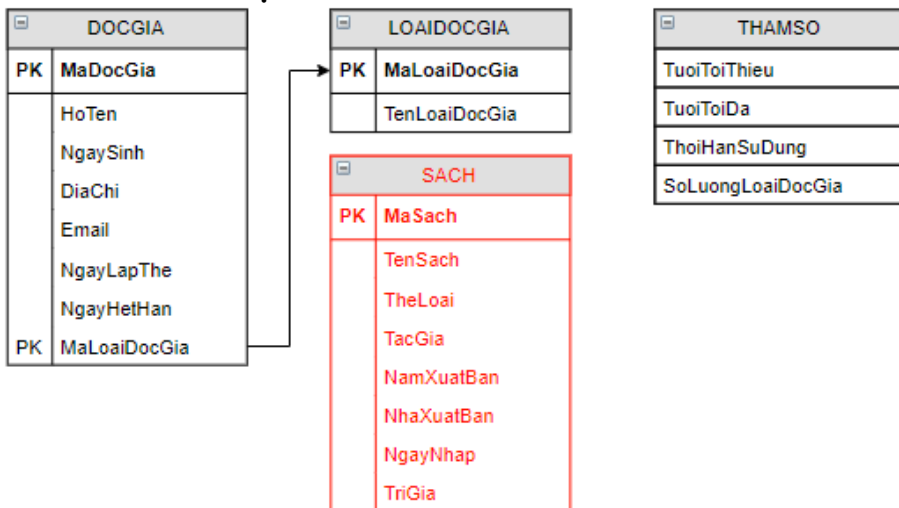 DOCGIA
PK MaDocGia
HoTen
NgaySinh
DiaChi
Email
NgayLapThe
NgayHetHan
PK MaLoaiDocGia
LOAIDOCGIA
PK MaLoaiDocGia
TenLoaiDocGia
SACH
PK MaSach
TenSach
TheLoai
TacGia
NamXuatBan
NhaXuatBan
NgayNhap
TriGia
THAMSO
TuoiToiThieu
TuoiToiDa
ThoiHanSuDung
SoLuongLoaiDocGia